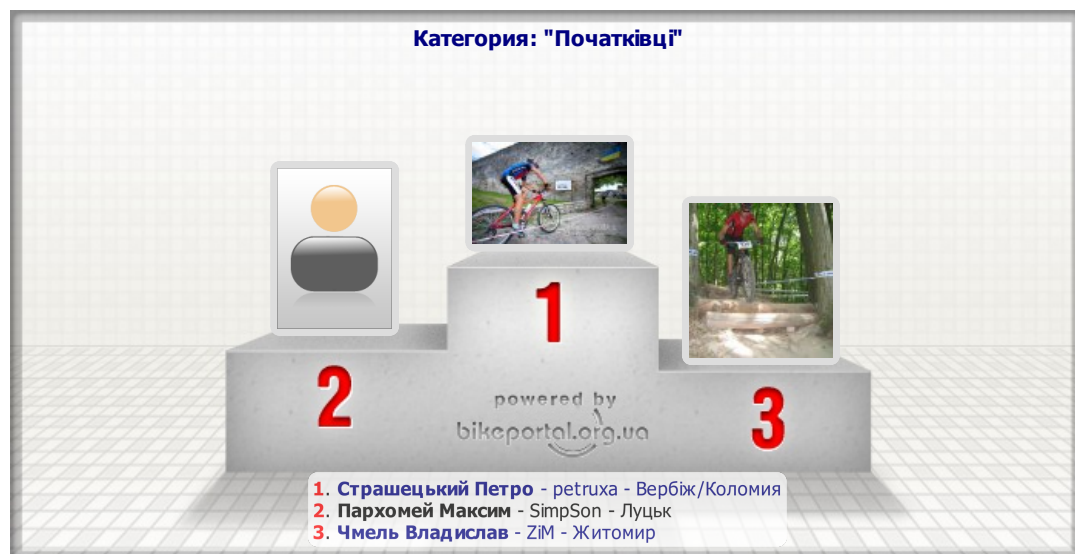 Категория: "Початківці"
1
2
3
powered by
bikeportal.org.ua
1. Страшецький Петро - petruxa - Вербіж/Коломия
2. Пархомей Максим - SimpSon - Луцьк
3. Чмель Владислав - ZiM - Житомир